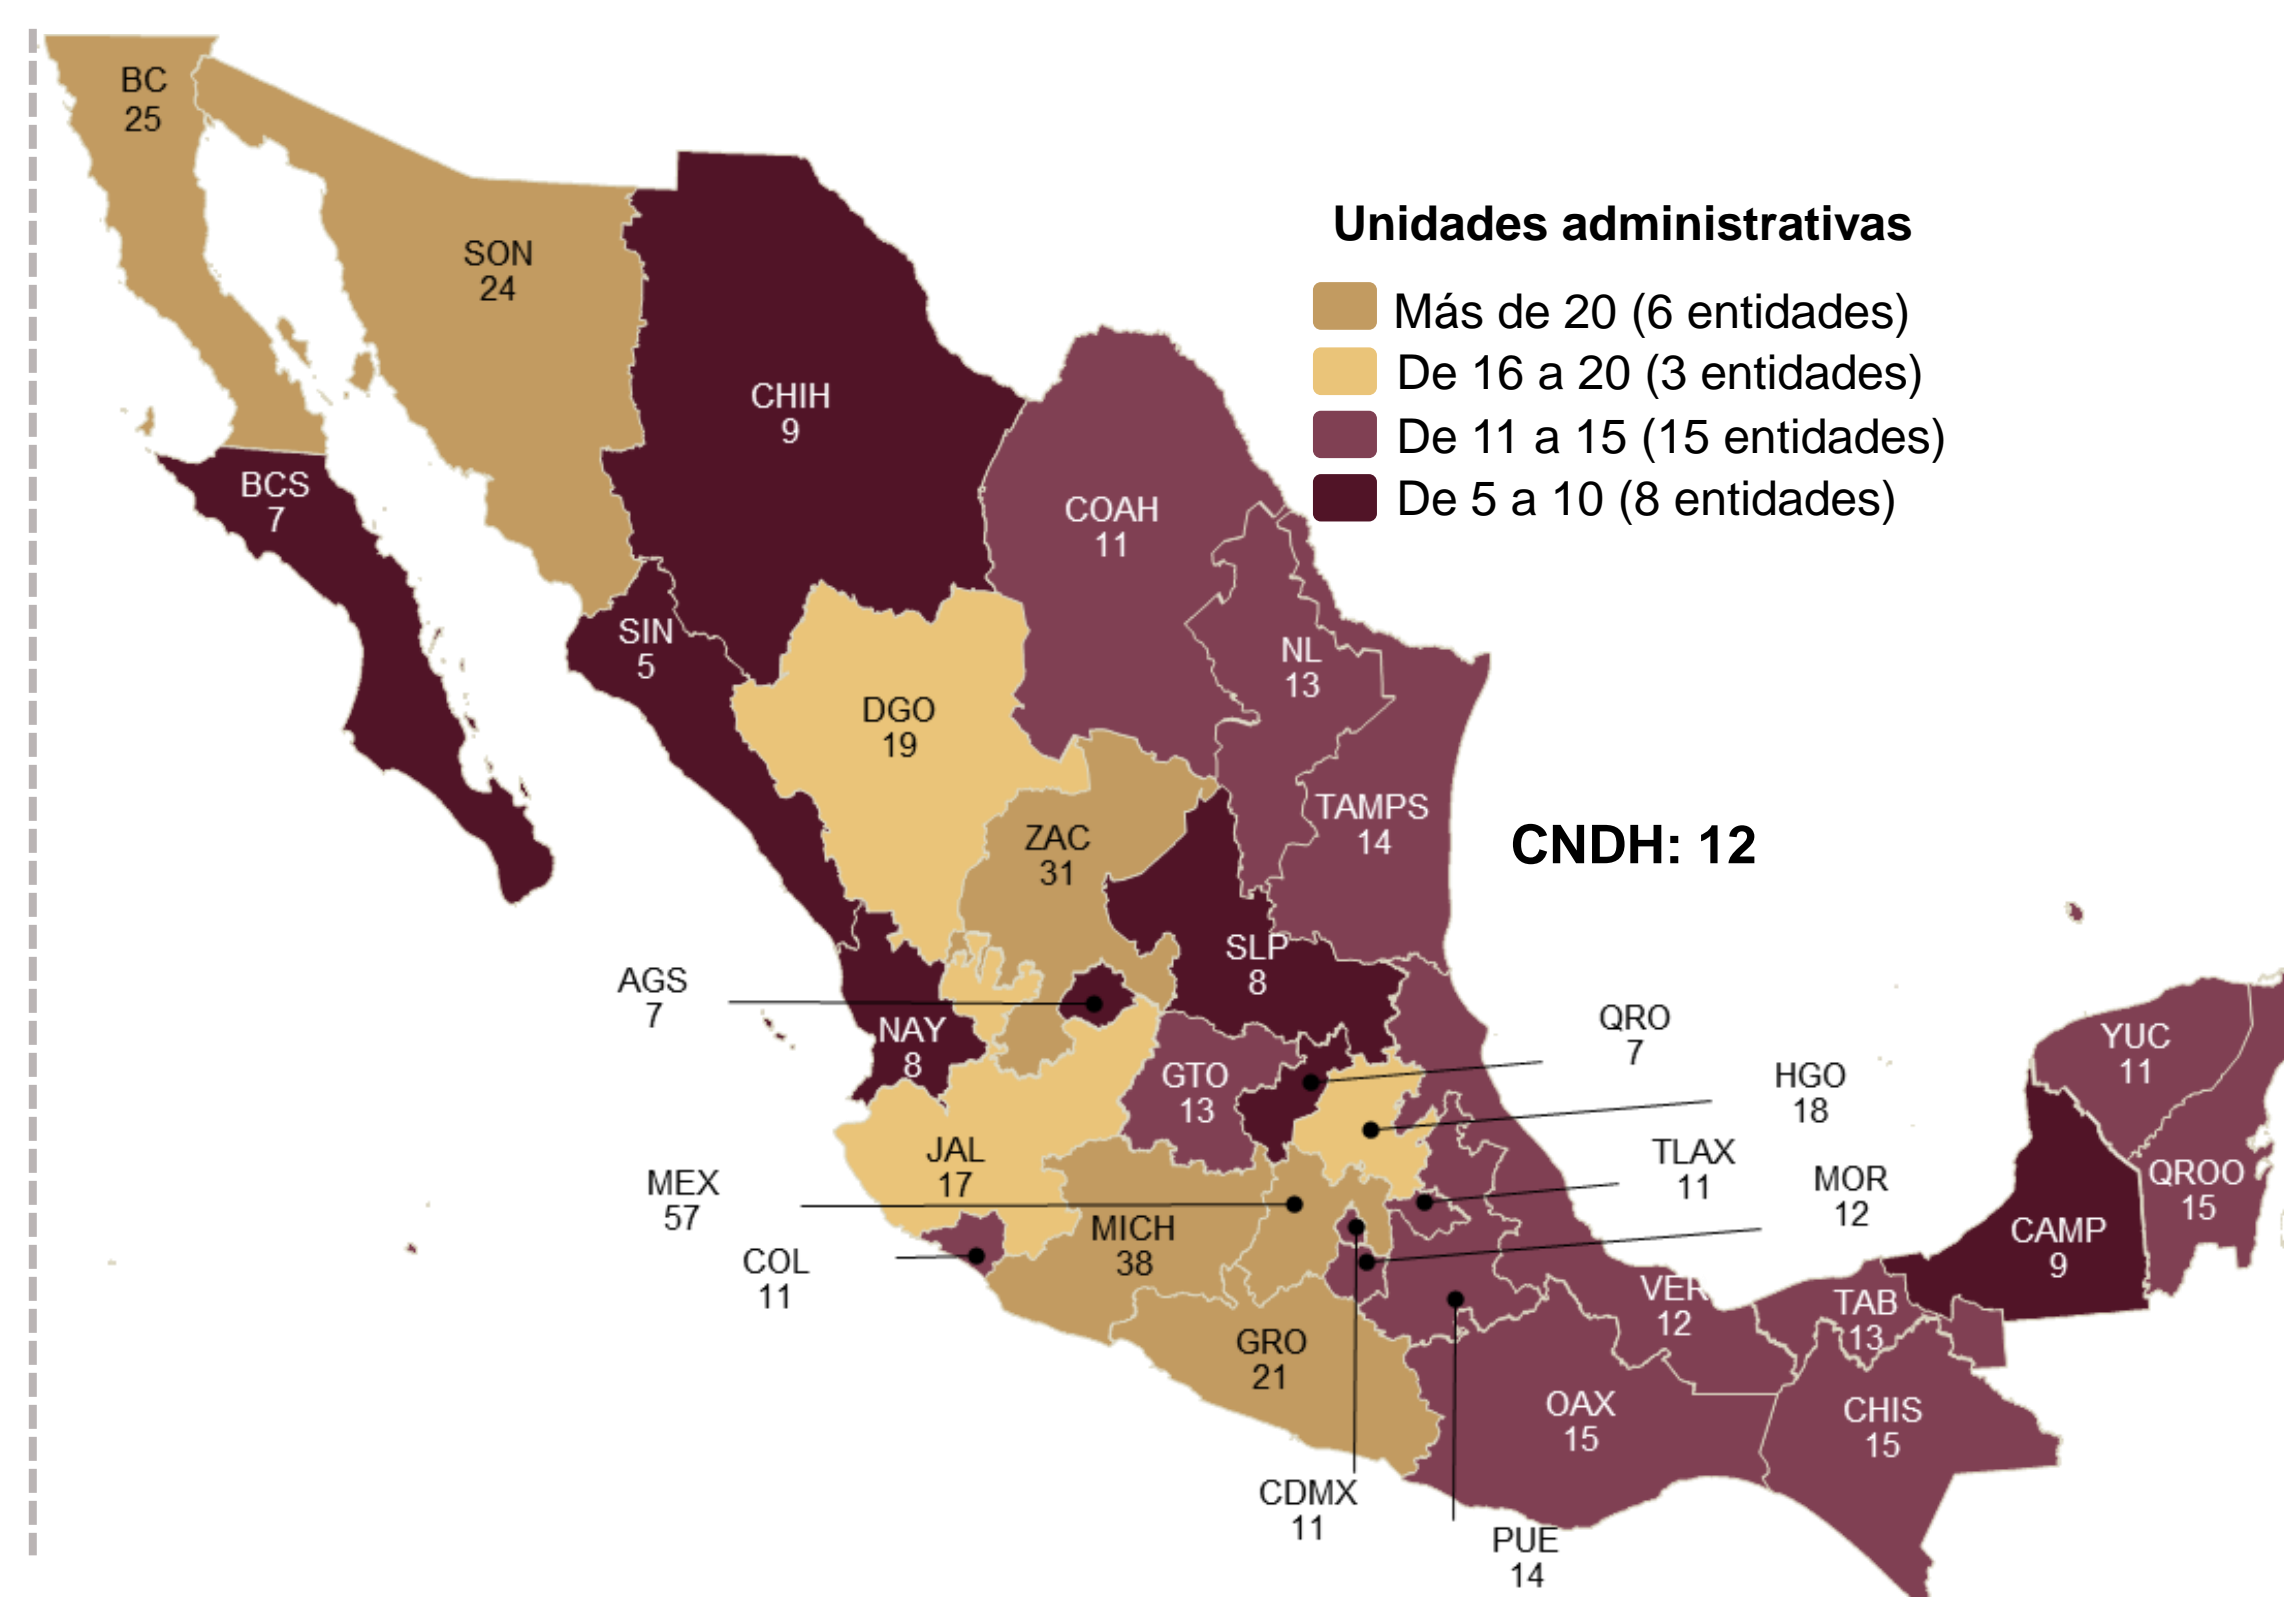 BC
25
SON
24
Unidades administrativas
Más de 20 (6 entidades)
De 16 a 20 (3 entidades)
De 11 a 15 (15 entidades)
De 5 a 10 (8 entidades)
CHIH
9
BCS
7
COAH
11
SIN
5
NL
13
DGO
19
TAMPS
14
ZAC
31
CNDH: 12
SLP
8
AGS
7
NAY
8
QRO
7
YUC
11
GTO
13
HGO
18
JAL
17
TLAX
11
MOR
12
QROO
15
MEX
57
MICH
38
CAMP
9
COL
11
VER
12
TAB
13
GRO
21
OAX
15
CHIS
15
CDMX
11
PUE
14